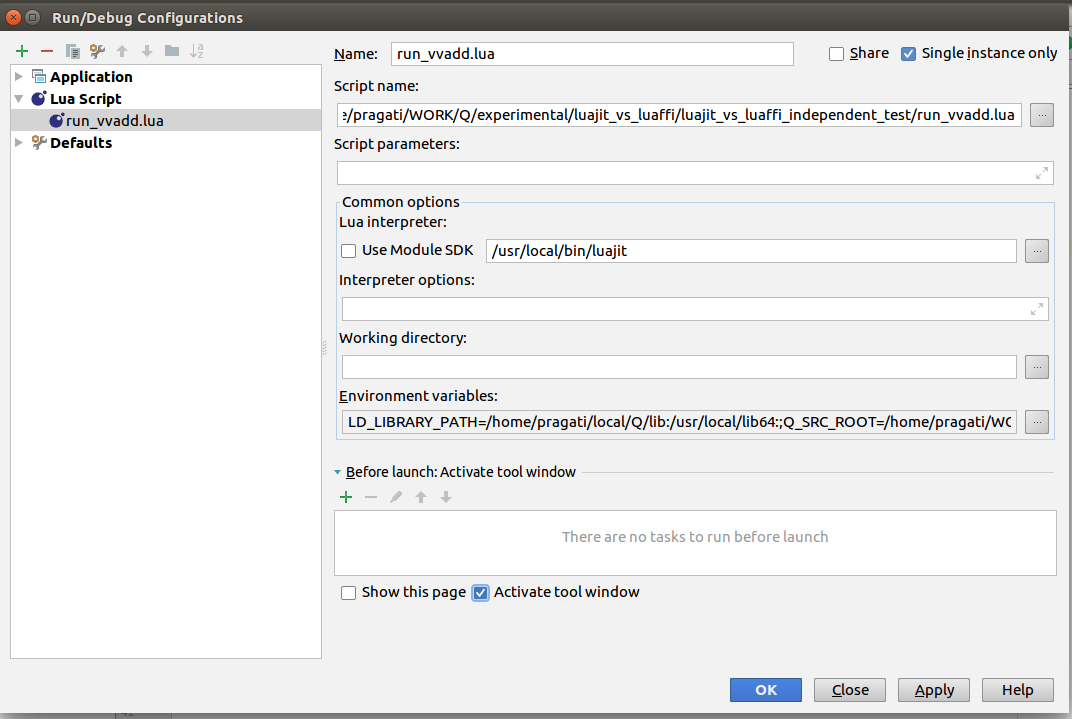 Run/Debug Configurations
Application
Lua Script
run_vvadd.lua
Defaults
Name: run_vvadd.lua Share Single instance only
Script name:
e/pragati/WORK/Q/experimental/luajit_vs_luaffi/luajit_vs_luaffi_independent_test/run_vvadd.lua ...
Script parameters:
Common options
Lua interpreter:
Use Module SDK /usr/local/bin/luajit ...
Interpreter options:
Working directory:
...
Environment variables:
LD_LIBRARY_PATH=/home/pragati/local/Q/lib:/usr/local/lib64:;Q_SRC_ROOT=/home/pragati/WO ...
Before launch: Activate tool window
There are no tasks to run before launch
Show this page Activate tool window
OK Close Apply Help